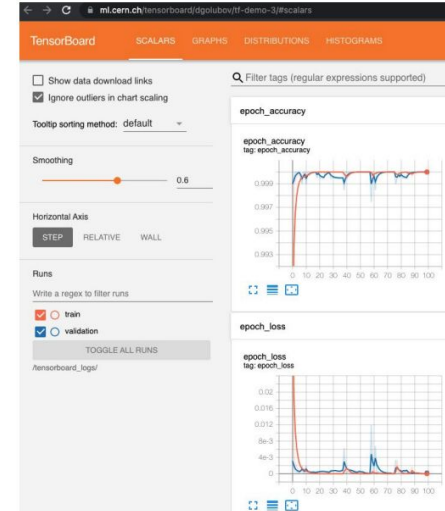 ml.cern.ch/tensorboard/dgolubov/tf-demo-3/#scalars
TensorBoard SCALARS GRAPHS DISTRIBUTIONS HISTOGRAMS
Show data download links
Ignore outliers in chart scaling
Tooltip sorting method: default
Smoothing
0.6
Horizontal Axis
STEP RELATIVE WALL
Runs
Write a regex to filter runs
train
validation
TOGGLE ALL RUNS
/tensorboard_logs/
Filter tags (regular expressions supported)
epoch_accuracy
epoch_accuracy
tag: epoch_accuracy
0.999
0.997
0.995
0.993
0 10 20 30 40 50 60 70 80 90 100
epoch_loss
epoch_loss
tag: epoch_loss
0.02
0.016
0.012
8e-3
4e-3
0
0 10 20 30 40 50 60 70 80 90 100